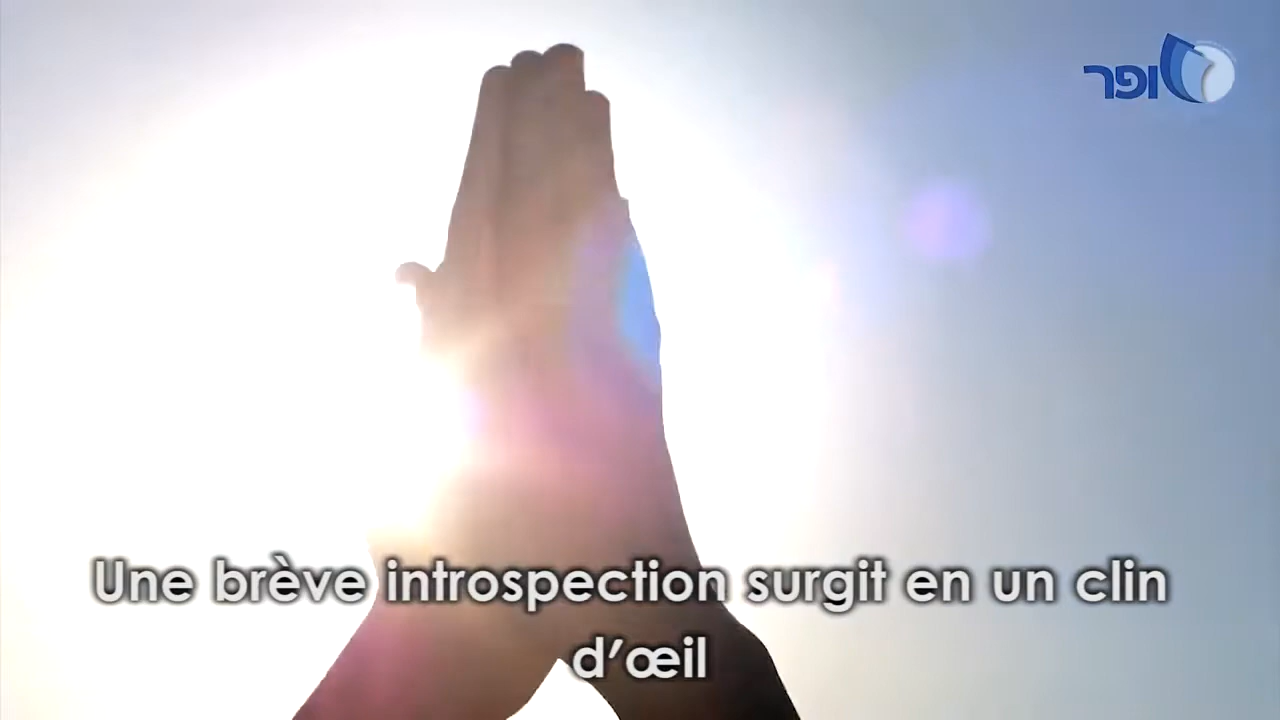 ופר
Une brève introspection surgit en un clin
d’œil